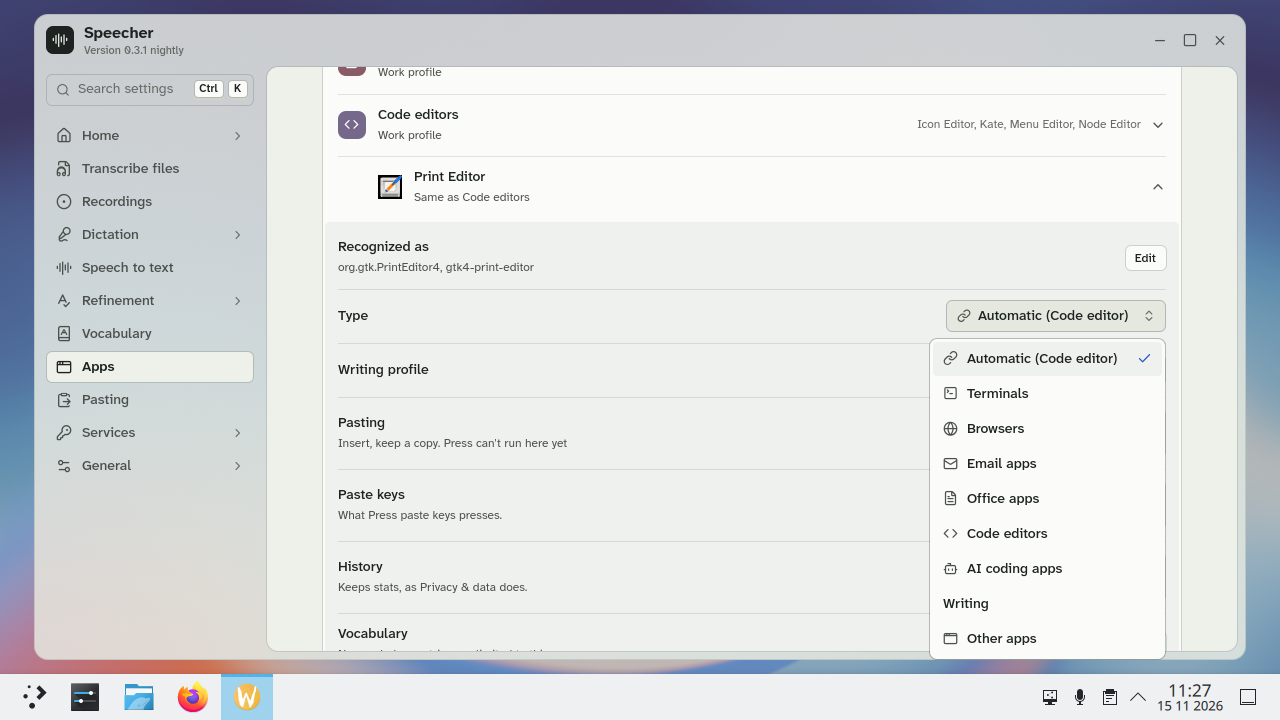 Speecher
Version 0.3.1 nightly
Search settings
Ctrl
K
Home
Transcribe files
Recordings
Dictation
Speech to text
Refinement
Vocabulary
Apps
Pasting
Services
General
Work profile
Code editors
Work profile
Icon Editor, Kate, Menu Editor, Node Editor
Print Editor
Same as Code editors
Recognized as
org.gtk.PrintEditor4, gtk4-print-editor
Edit
Type
Automatic (Code editor)
Automatic (Code editor)
Terminals
Browsers
Email apps
Office apps
Code editors
AI coding apps
Writing
Other apps
Writing profile
Pasting
Insert, keep a copy. Press can't run here yet
Paste keys
What Press paste keys presses.
History
Keeps stats, as Privacy & data does.
Vocabulary
11:27
15 11 2026